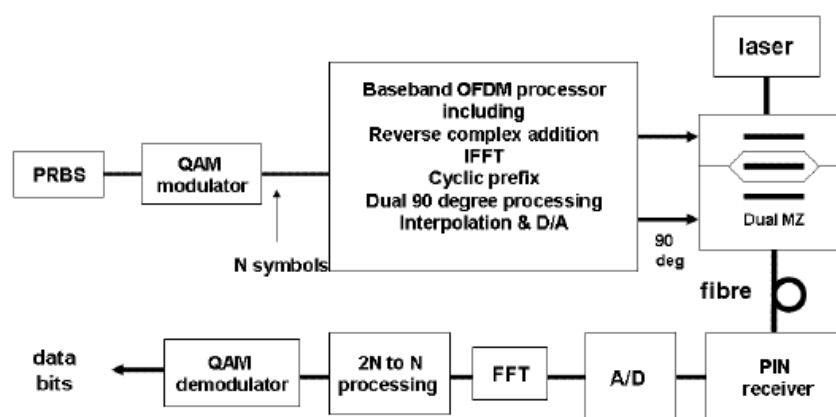 laser
Baseband OFDM processor
including
Reverse complex addition
IFFT
Cyclic prefix
Dual 90 degree processing
Interpolation & D/A
PRBS
QAM
modulator
N symbols
90
deg
Dual MZ
fibre
data
bits
QAM
demodulator
2N to N
processing
FFT
A/D
PIN
receiver